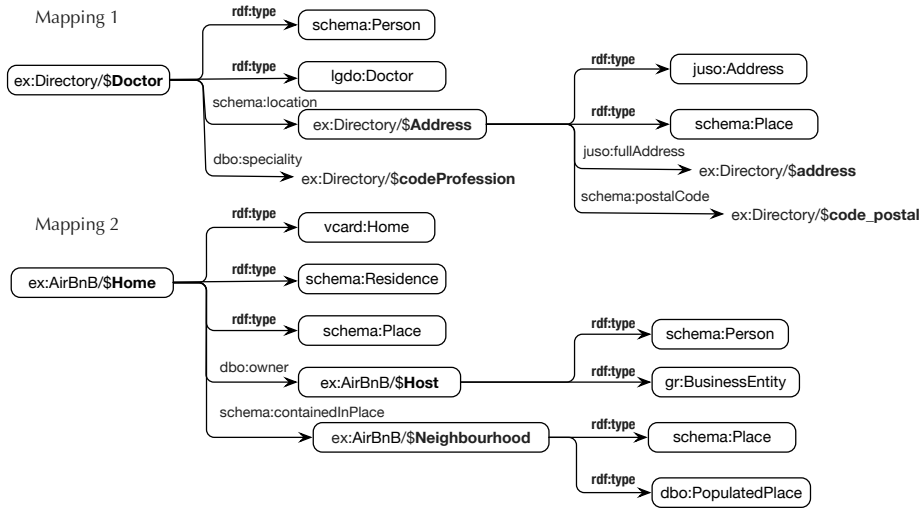 Mapping 1
rdf:type
schema:Person
rdf:type
lgdo:Doctor
ex:Directory/$Doctor
schema:location
ex:Directory/$Address
dbo:speciality
ex:Directory/$codeProfession
rdf:type
juso:Address
rdf:type
schema:Place
juso:fullAddress
ex:Directory/$address
schema:postalCode
ex:Directory/$code_postal
Mapping 2
rdf:type
vcard:Home
ex:AirBnB/$Home
rdf:type
schema:Residence
rdf:type
schema:Place
dbo:owner
ex:AirBnB/$Host
rdf:type
schema:Person
rdf:type
gr:BusinessEntity
schema:containedInPlace
ex:AirBnB/$Neighbourhood
rdf:type
schema:Place
rdf:type
dbo:PopulatedPlace